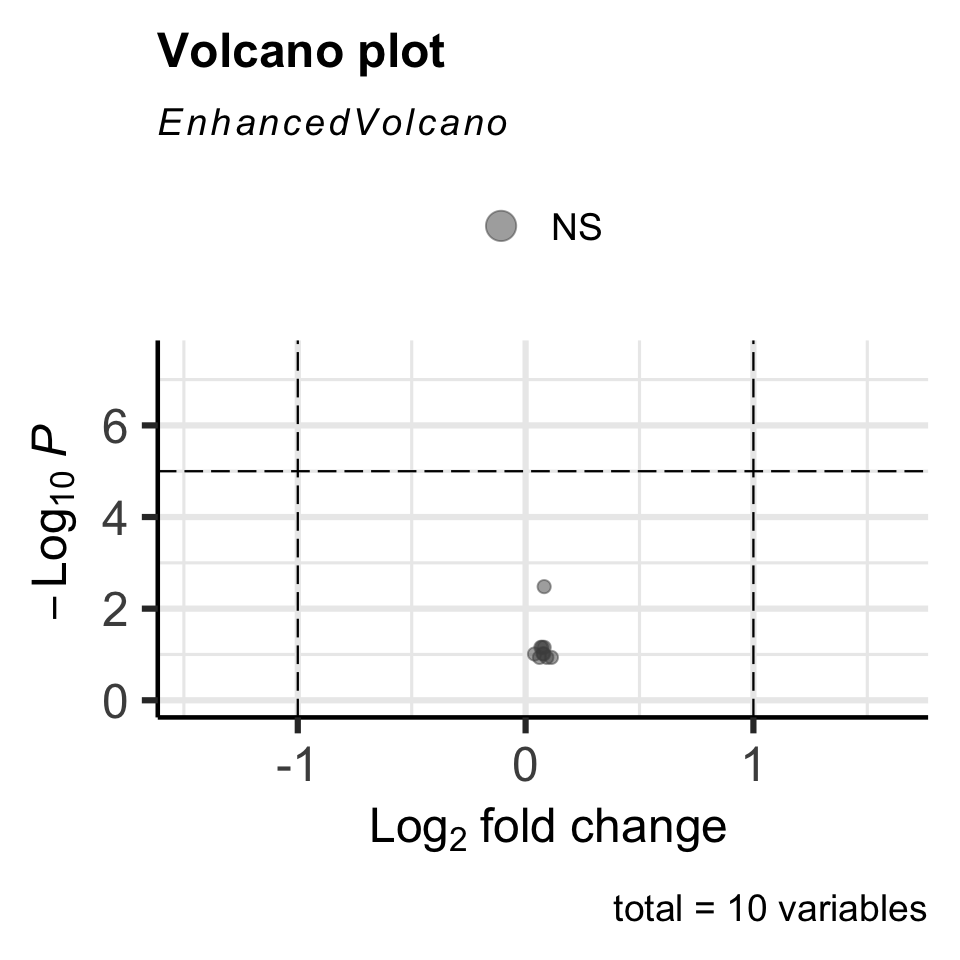 Volcano plot
EnhancedVolcano
NS
−Log10 P
6
4
2
0
-1 0 1
Log2 fold change
total = 10 variables